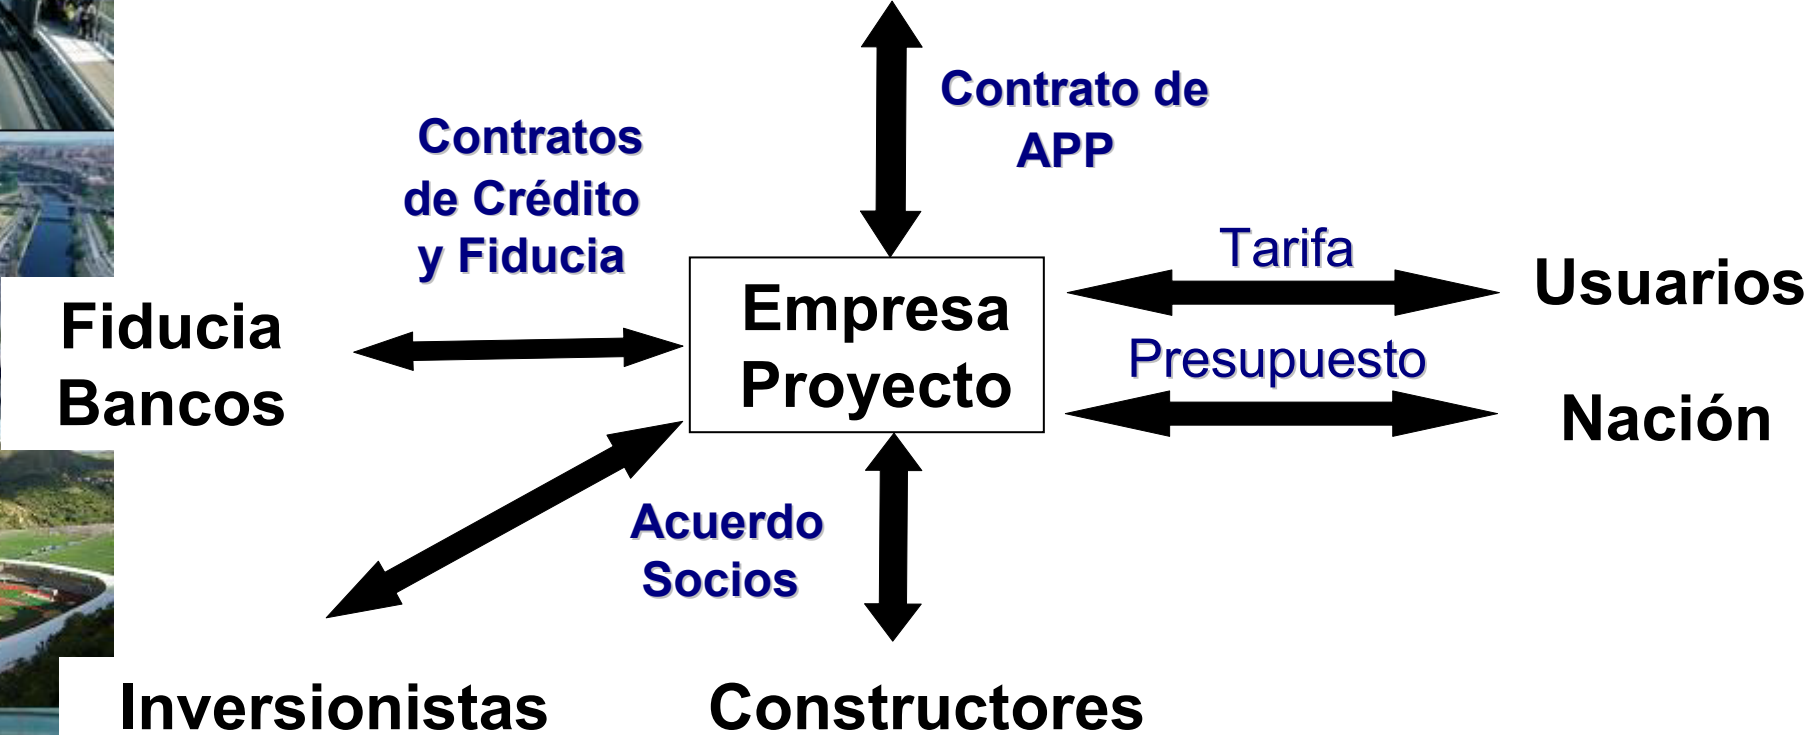 Contrato de
APP
Contratos
de Crédito
y Fiducia
Tarifa
Usuarios
Empresa
Proyecto
Fiducia
Bancos
Presupuesto
Nación
Acuerdo
Socios
Inversionistas
Constructores